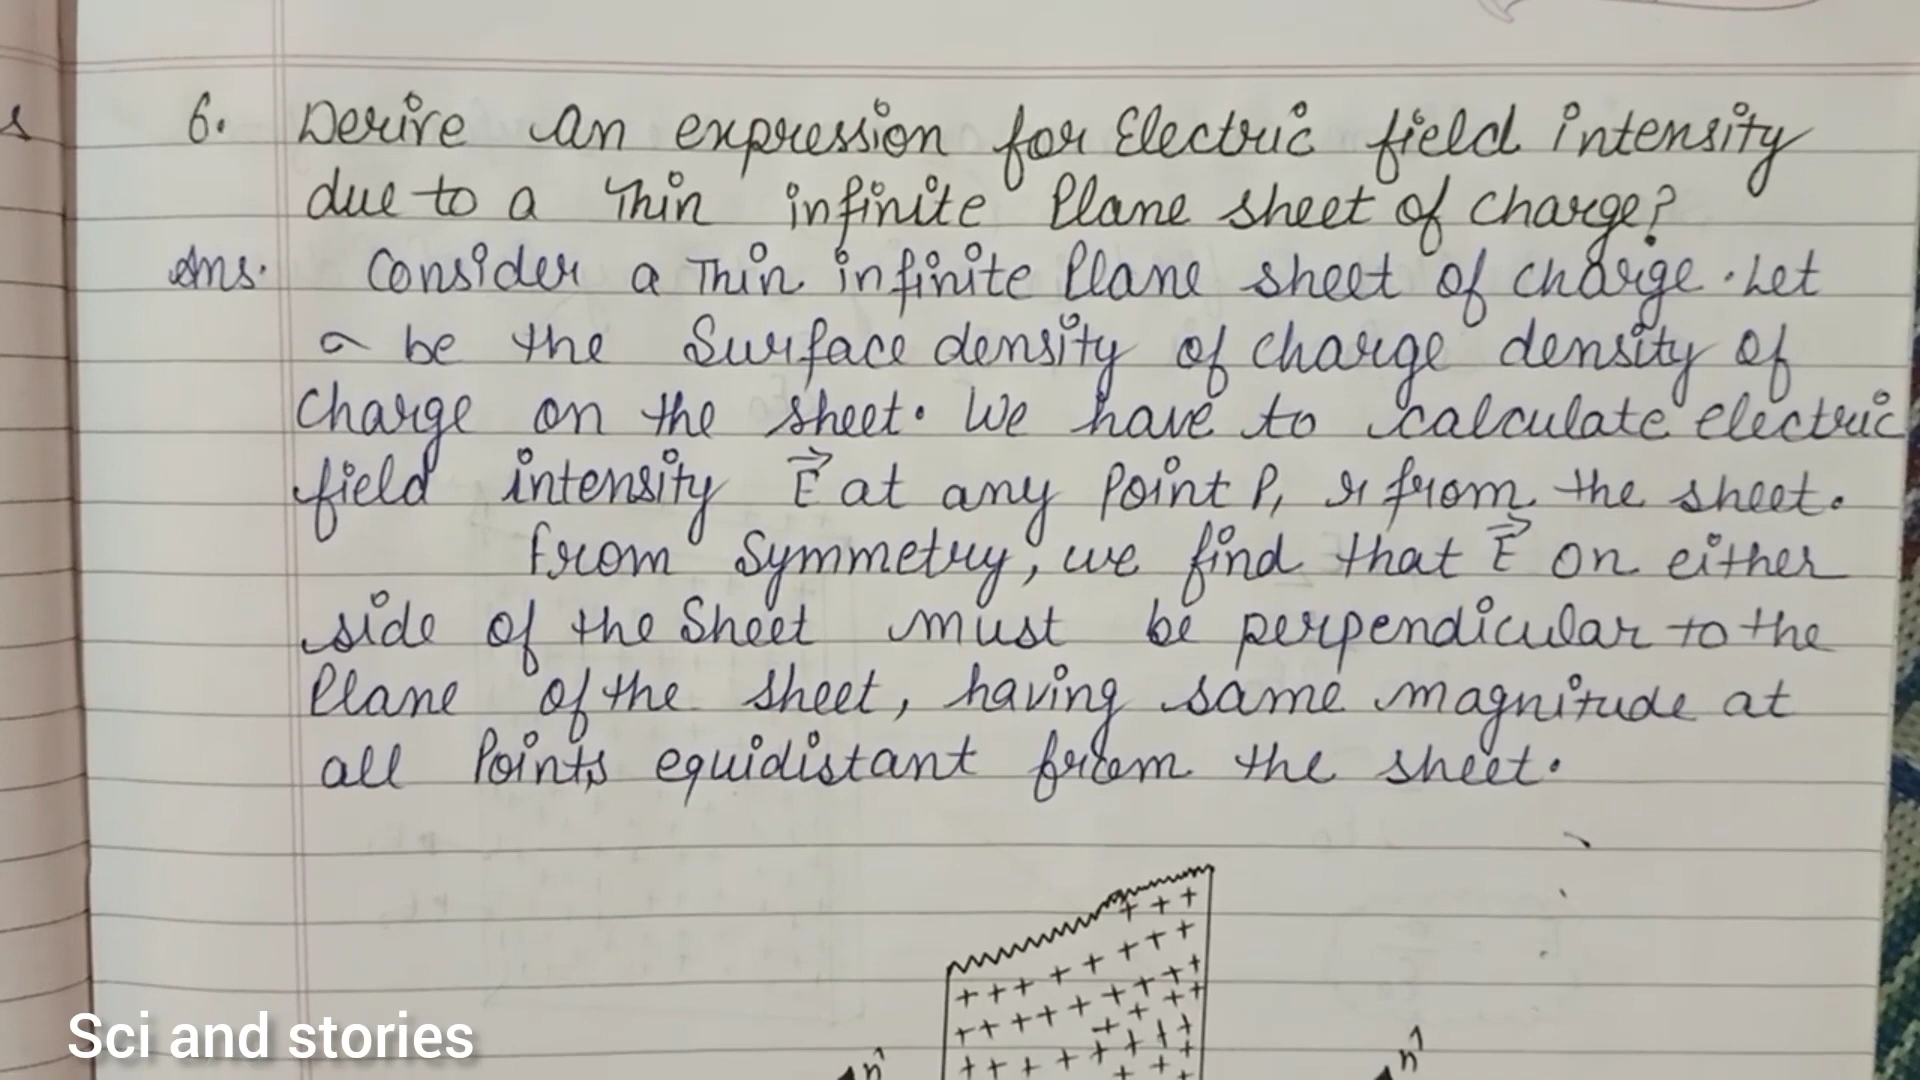 6. Derive an expression for Electric field intensity
due to a Thin infinite Plane sheet of charge?
Ans. Consider a Thin infinite Plane sheet of charge. Let
σ be the Surface density of charge density of
charge on the sheet. We have to calculate electric
field intensity E⃗ at any Point P, r from the sheet.
From Symmetry, we find that E⃗ on either
side of the Sheet must be perpendicular to the
Plane of the sheet, having same magnitude at
all Points equidistant from the sheet.
+ + +
+ + + + + + + +
n̂ n̂
Sci and stories